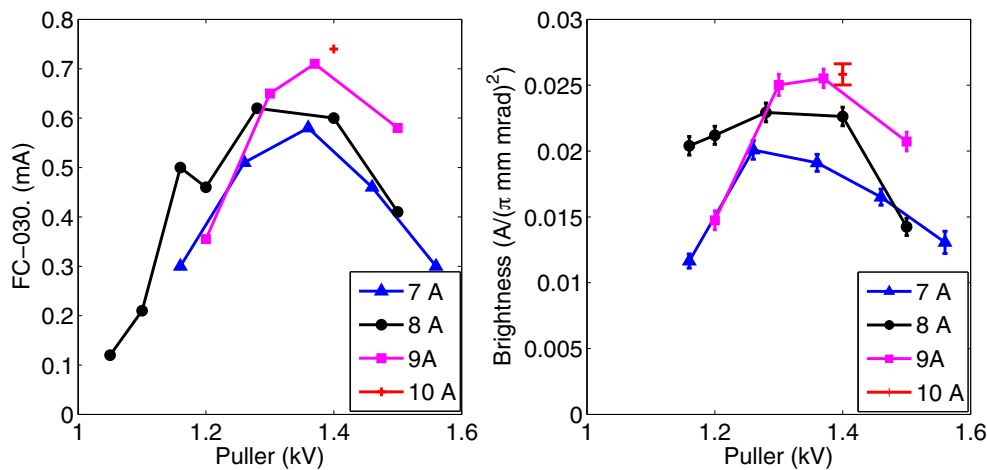 FC−030. (mA)
0.8
0.7
0.6
0.5
0.4
0.3
0.2
0.1
0
1
1.2
1.4
1.6
Puller (kV)
7 A
8 A
9A
10 A
Brightness (A/(π mm mrad)²)
0.03
0.025
0.02
0.015
0.01
0.005
0
1
1.2
1.4
1.6
Puller (kV)
7 A
8 A
9A
10 A